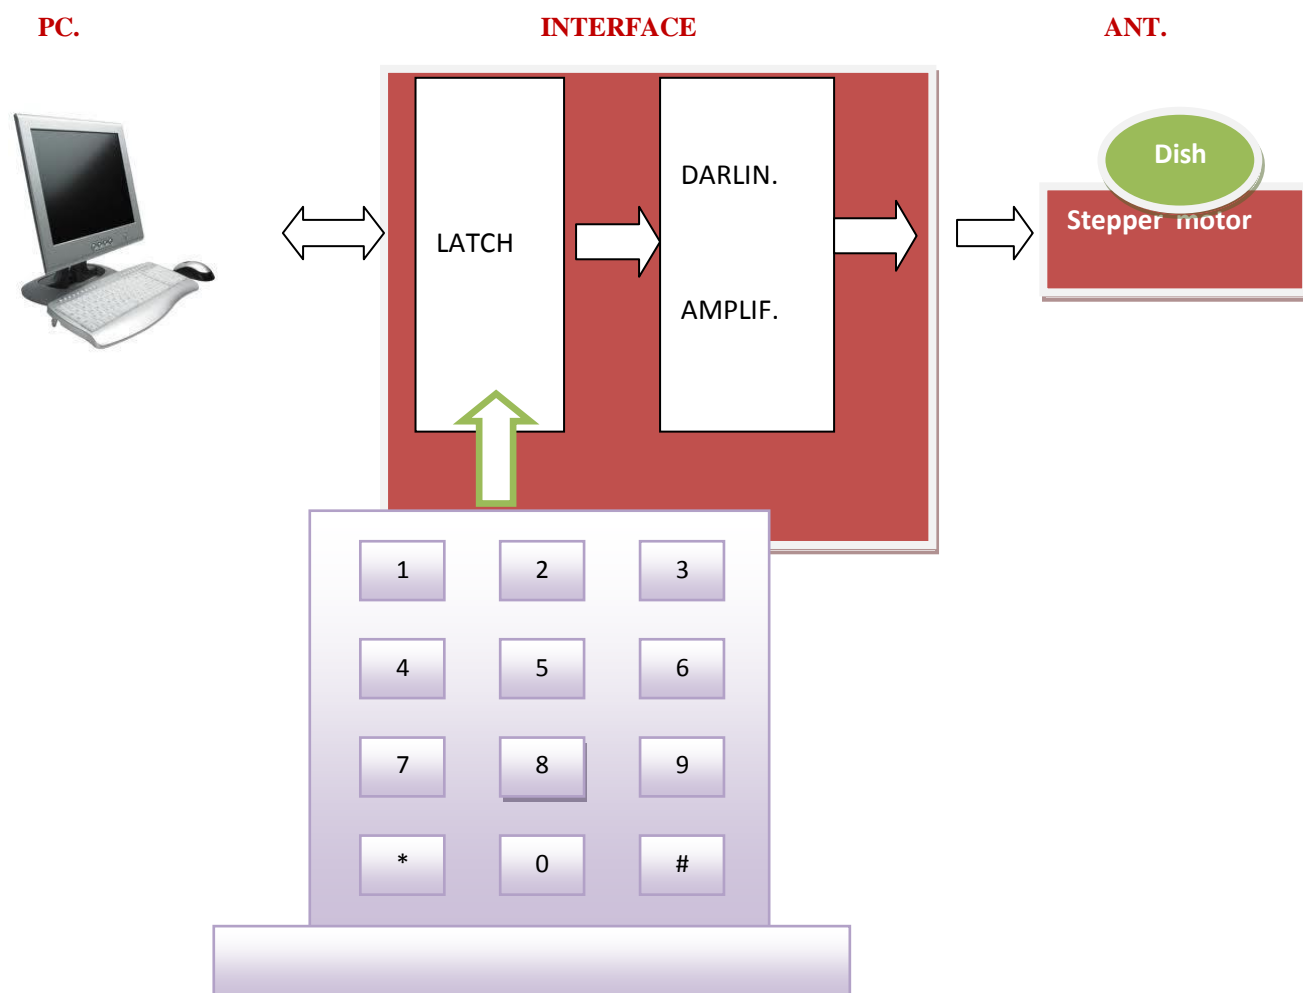 PC.
INTERFACE
ANT.
LATCH
DARLIN.
AMPLIF.
Dish
Stepper motor
1 2 3
4 5 6
7 8 9
* 0 #